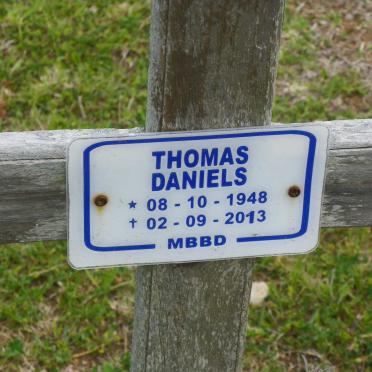 THOMAS
DANIELS
★ 08 - 10 - 1948
✝ 02 - 09 - 2013
MBBD